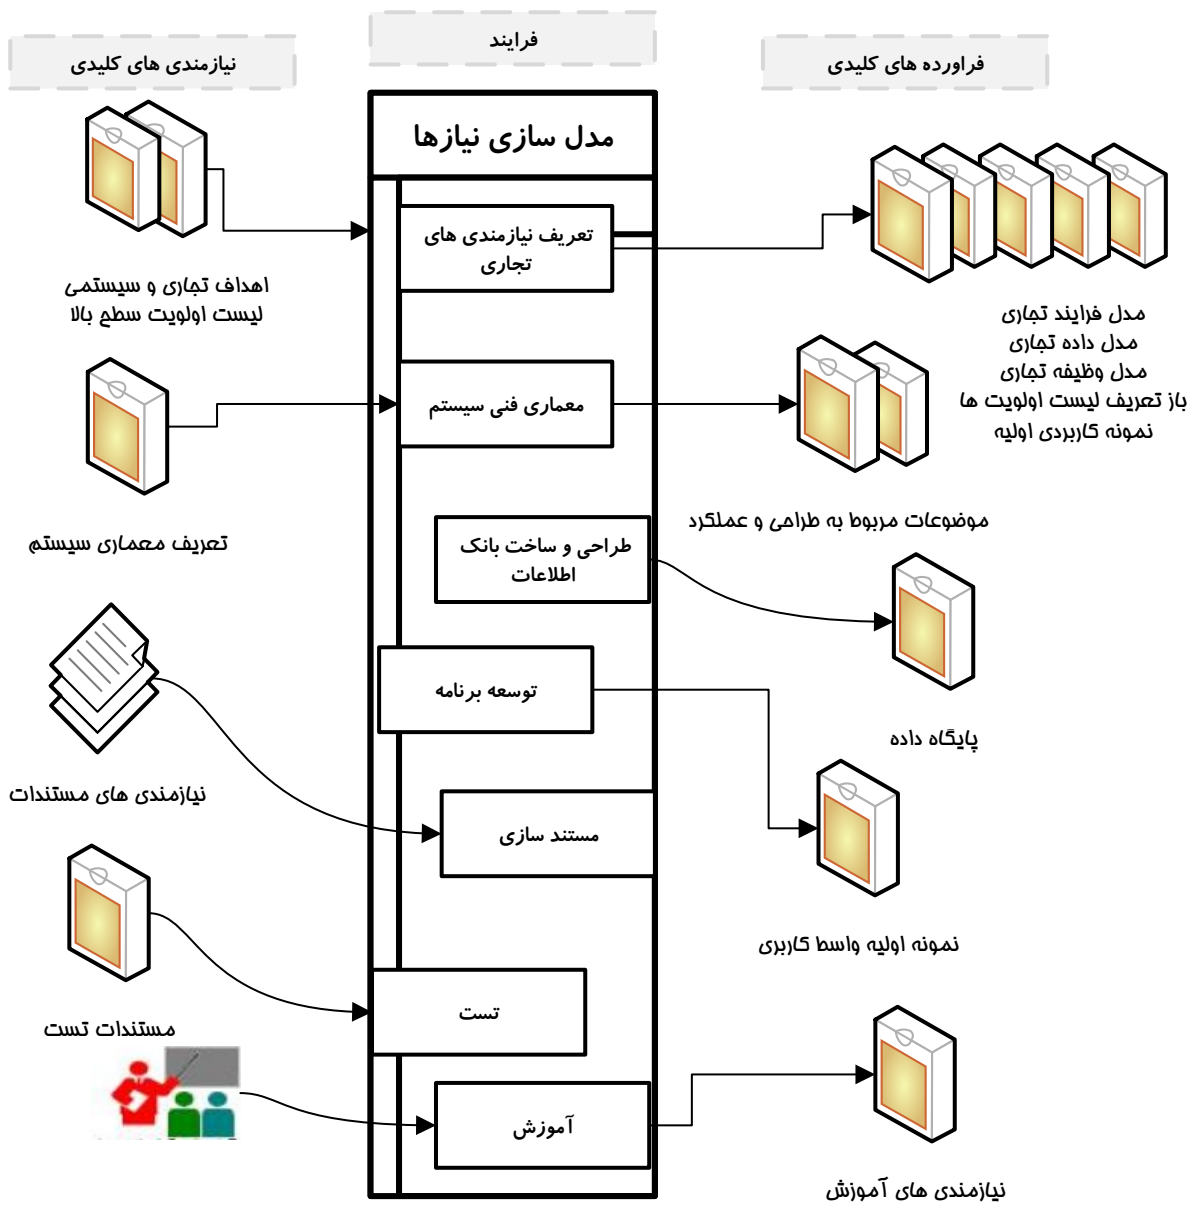 فرایند
نیازمندی های کلیدی
فراورده های کلیدی
مدل سازی نیازها
تعریف نیازمندی های
تجاری
اهداف تجاری و سیستمی
لیست اولویت سطح بالا
مدل فرایند تجاری
مدل داده تجاری
مدل وظیفه تجاری
باز تعریف لیست اولویت ها
نمونه کاربردی اولیه
معماری فنی سیستم
تعریف معماری سیستم
موضوعات مربوط به طراحی و عملکرد
طراحی و ساخت بانک
اطلاعات
پایگاه داده
توسعه برنامه
نیازمندی های مستندات
مستند سازی
نمونه اولیه واسط کاربری
تست
مستندات تست
آموزش
نیازمندی های آموزش